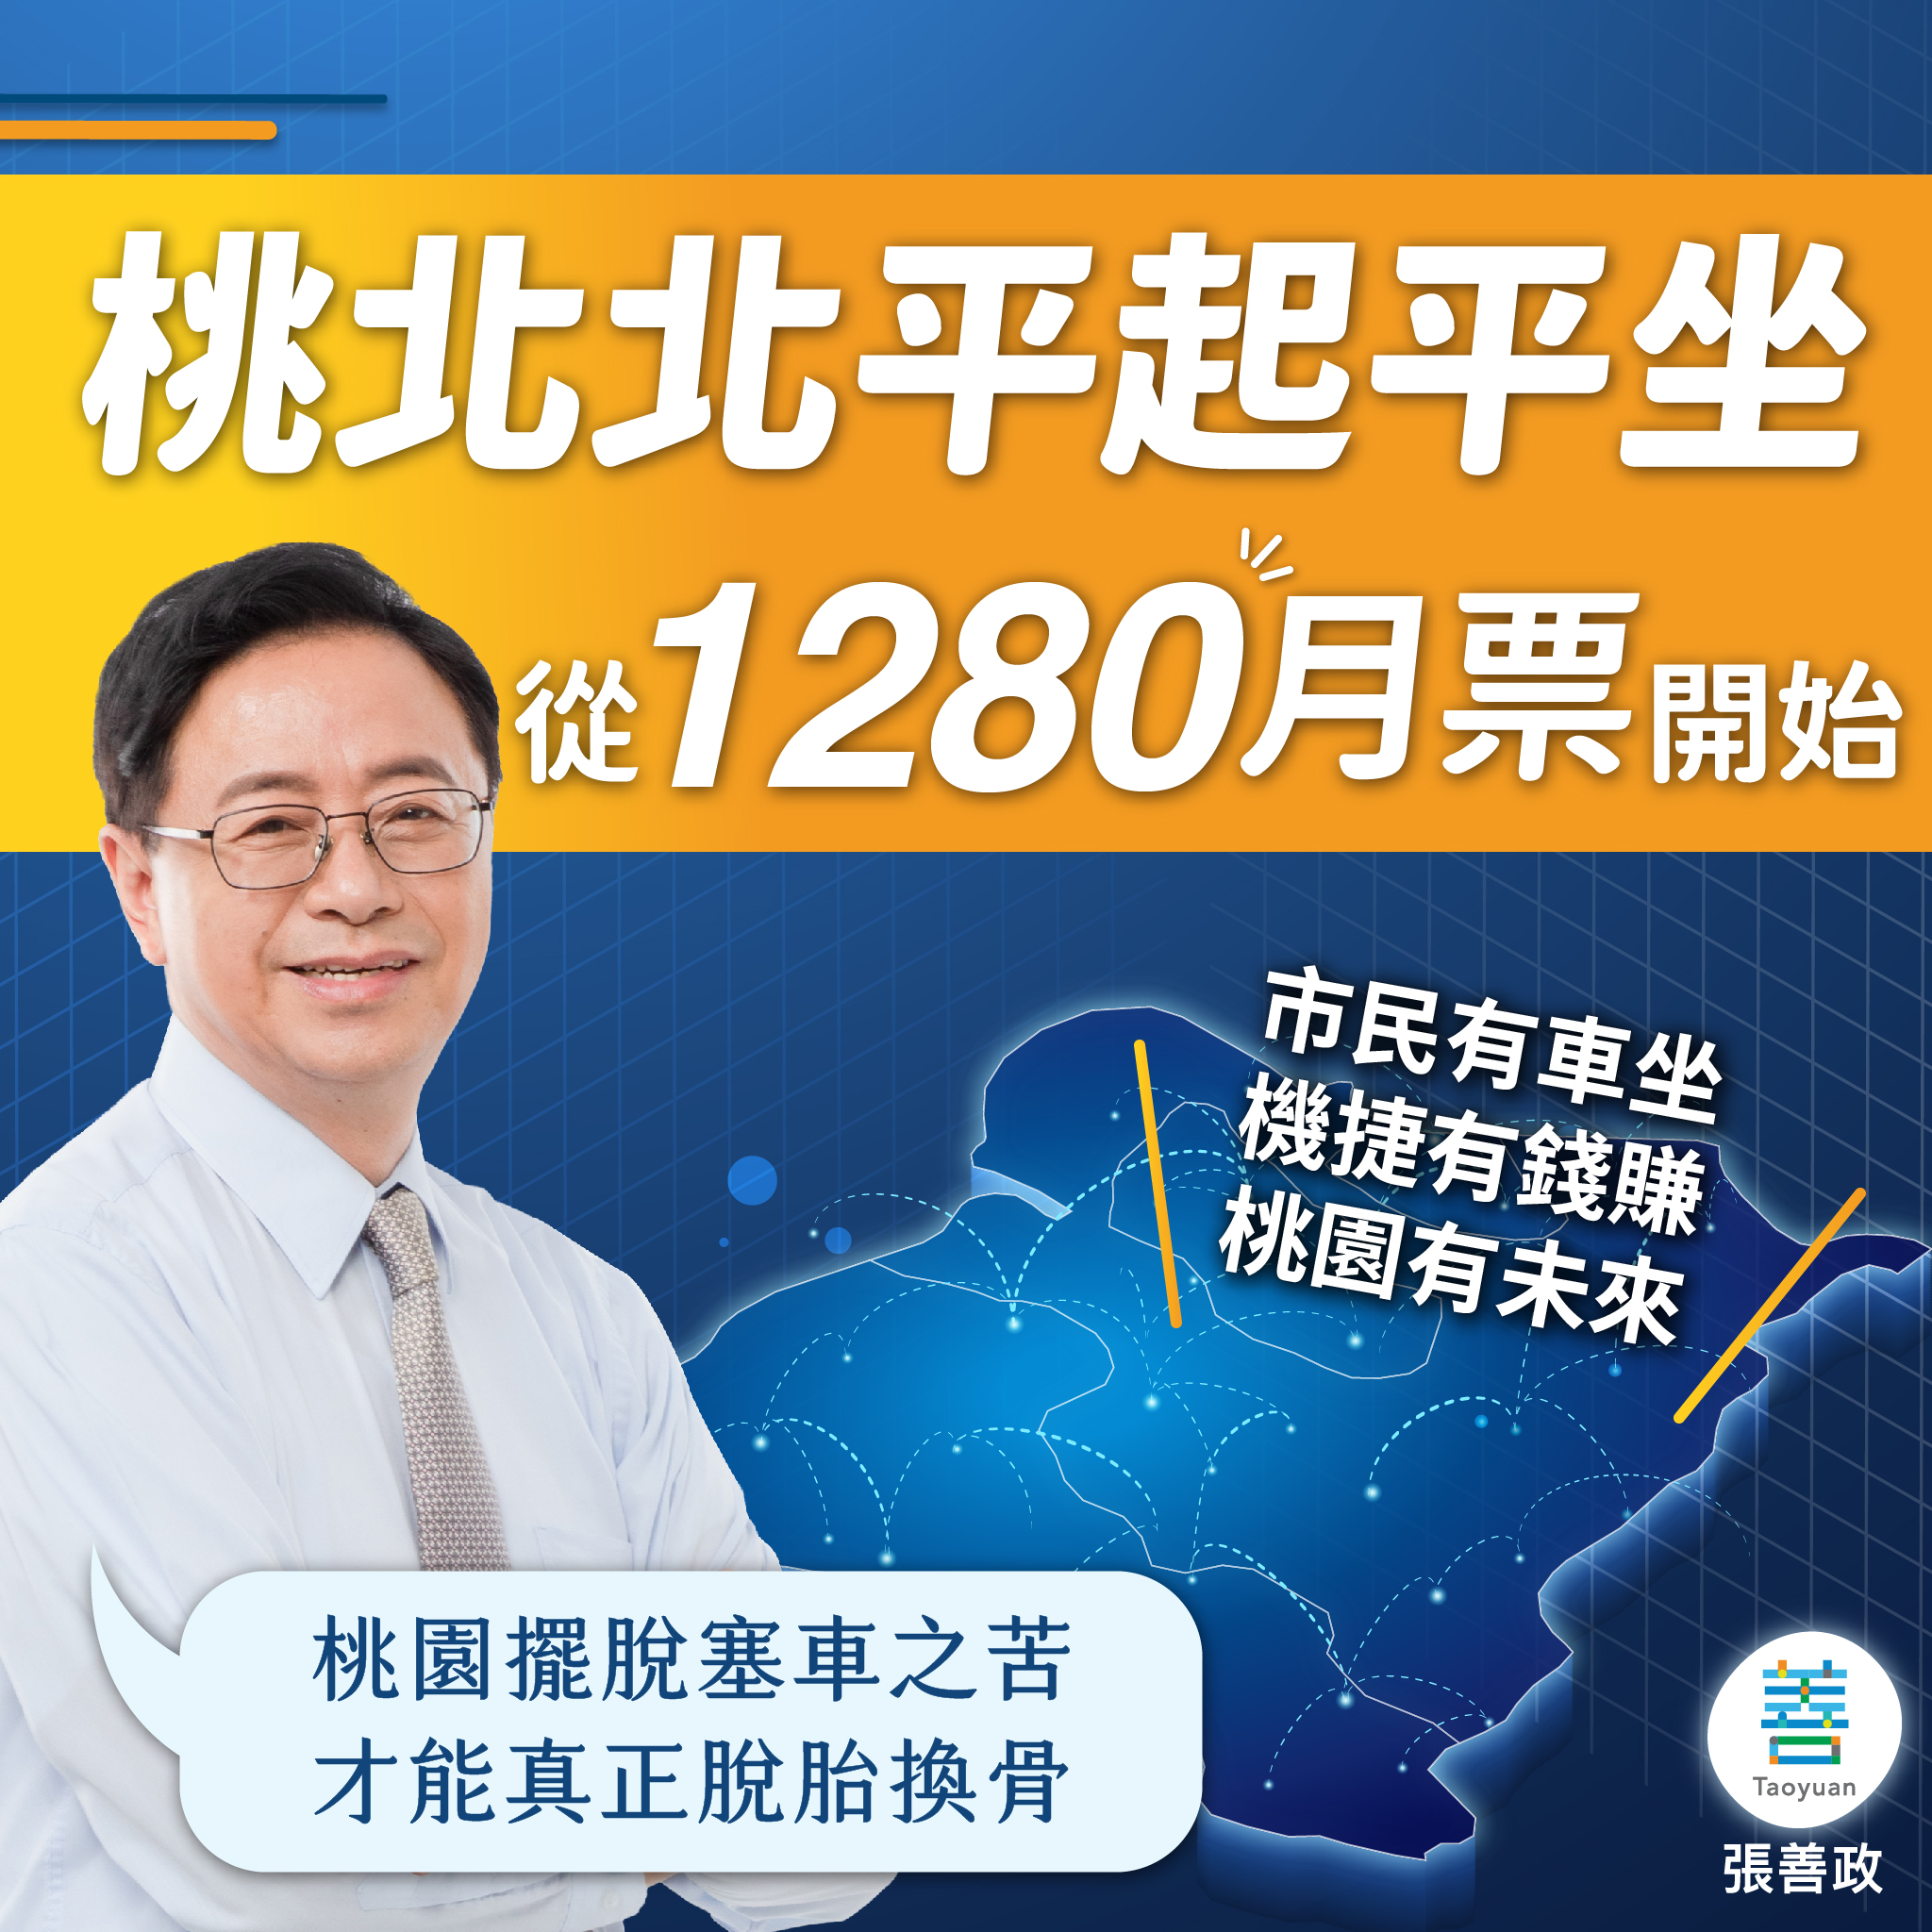 桃北北平起平坐
從1280月票開始
市民有車坐
機捷有錢賺
桃園有未來
桃園擺脫塞車之苦
才能真正脫胎換骨
善
Taoyuan
張善政